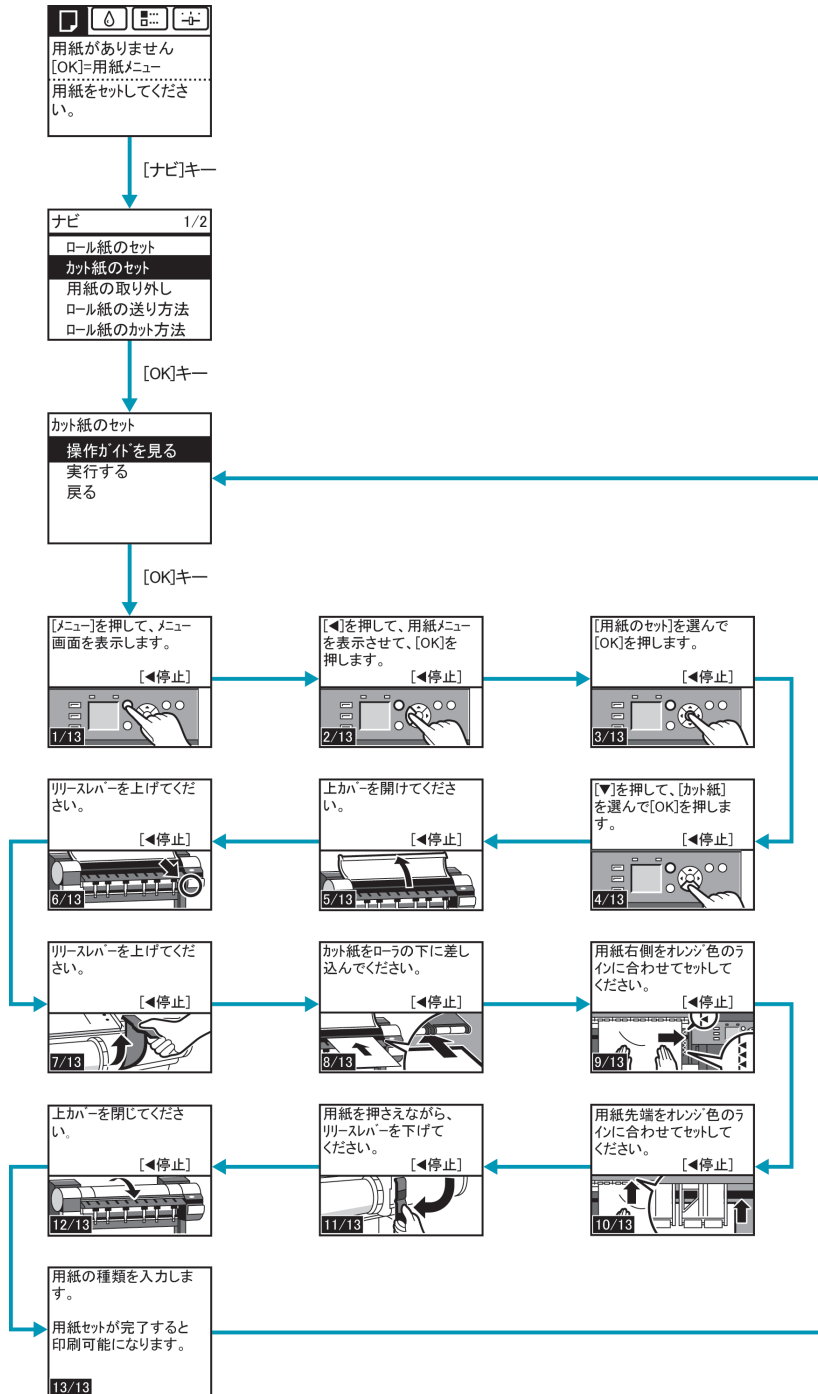 用紙がありません
[OK]=用紙メニュー
用紙をセットしてくださ
い。
[ナビ]キー
ナビ 1/2
ロール紙のセット
カット紙のセット
用紙の取り外し
ロール紙の送り方法
ロール紙のカット方法
[OK]キー
カット紙のセット
操作ガイドを見る
実行する
戻る
[OK]キー
[メニュー]を押して、メニュー
画面を表示します。
[◀停止]
1/13
[◀]を押して、用紙メニュー
を表示させて、[OK]を
押します。
[◀停止]
2/13
[用紙のセット]を選んで
[OK]を押します。
[◀停止]
3/13
[▼]を押して、[カット紙]
を選んで[OK]を押しま
す。
[◀停止]
4/13
上カバーを開けてくださ
い。
[◀停止]
5/13
リリースレバーを上げてくだ
さい。
[◀停止]
6/13
リリースレバーを上げてくだ
さい。
[◀停止]
7/13
カット紙をローラの下に差し
込んでください。
[◀停止]
8/13
用紙右側をオレンジ色のラ
インに合わせてセットして
ください。
[◀停止]
9/13
用紙先端をオレンジ色のラ
インに合わせてセットして
ください。
[◀停止]
10/13
用紙を押さえながら、
リリースレバーを下げて
ください。
[◀停止]
11/13
上カバーを閉じてくださ
い。
[◀停止]
12/13
用紙の種類を入力しま
す。
用紙セットが完了すると
印刷可能になります。
13/13